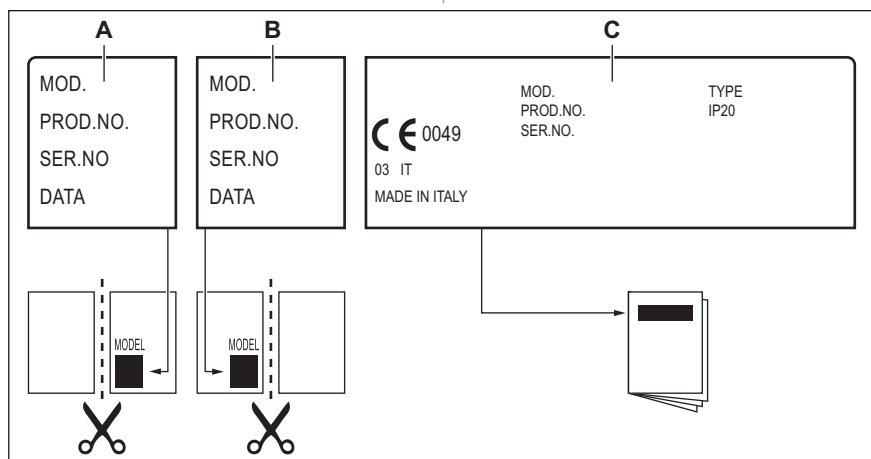 A
B
C
MOD.
PROD.NO.
SER.NO
DATA
MOD.
PROD.NO.
SER.NO
DATA
MOD.
PROD.NO.
SER.NO.
TYPE
IP20
CE 0049
03 IT
MADE IN ITALY
MODEL
MODEL